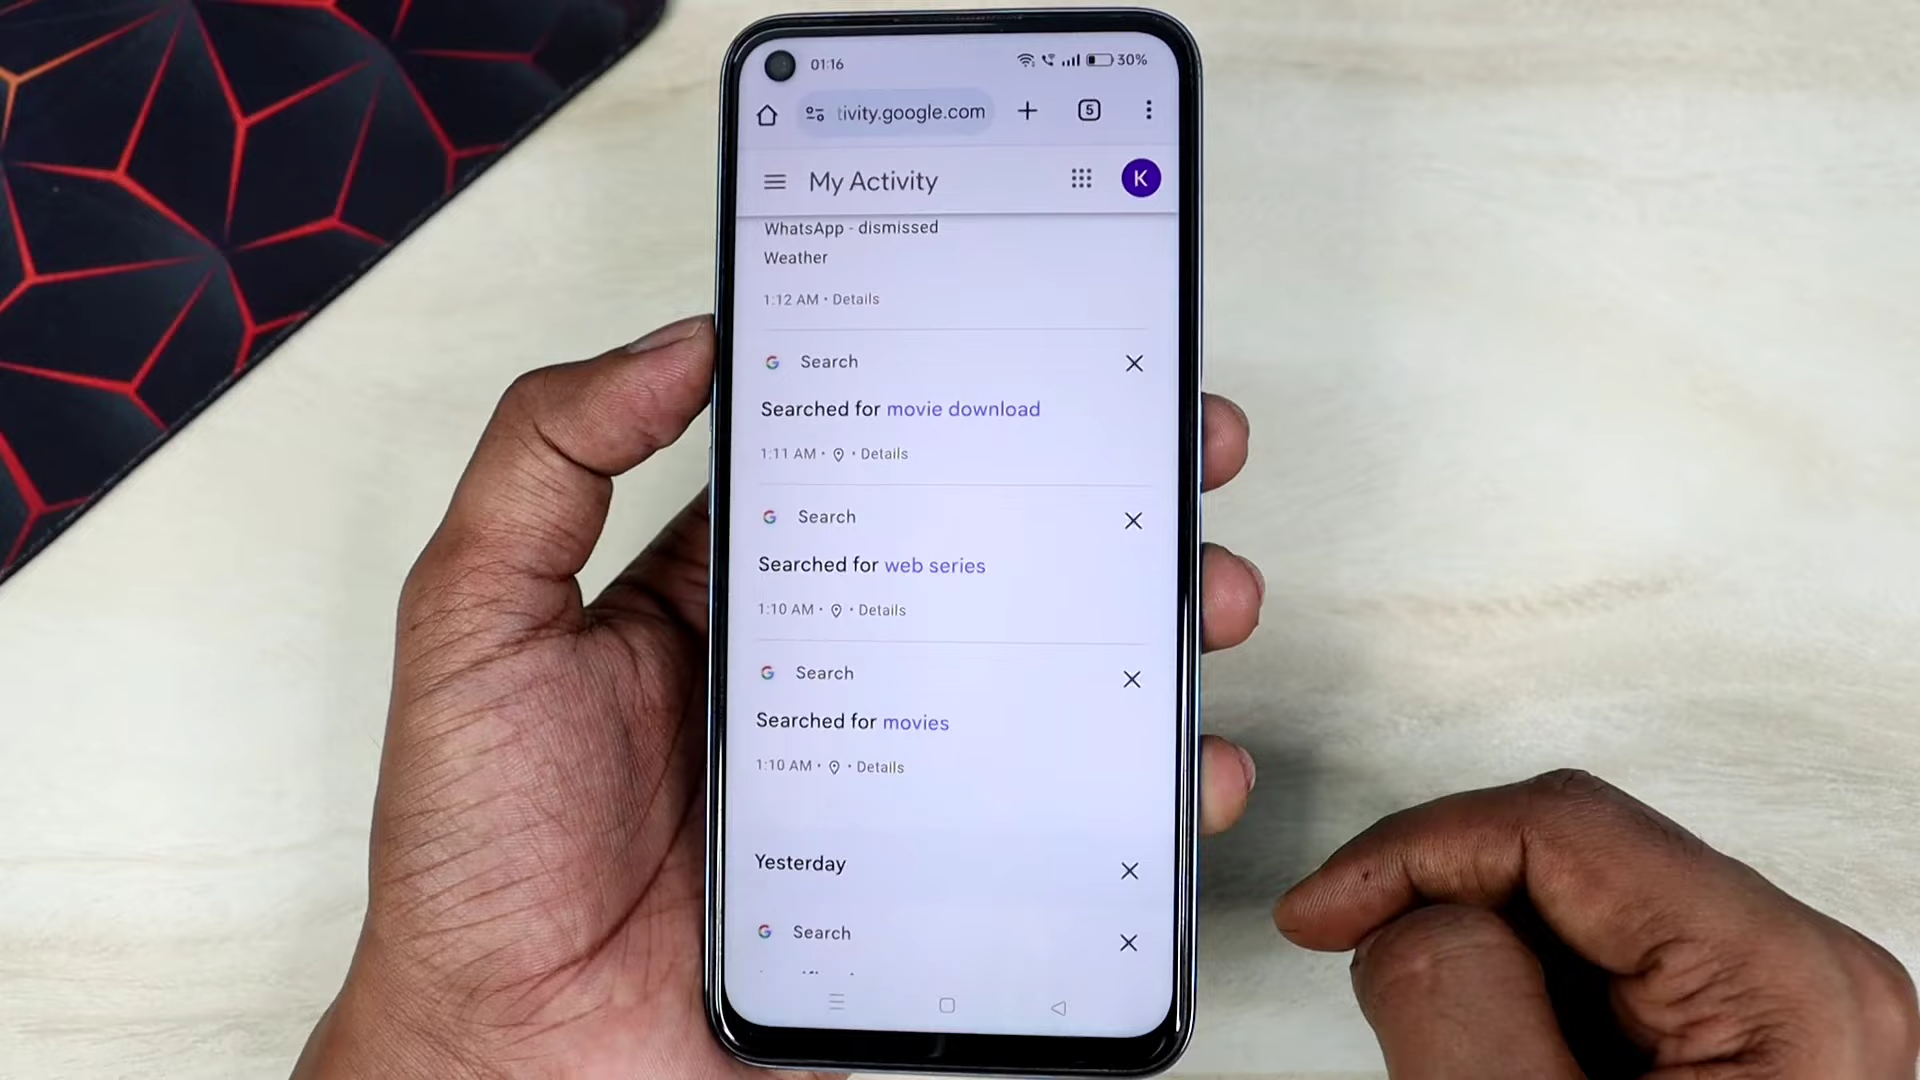 01:16 30%
tivity.google.com 5
My Activity K
WhatsApp - dismissed
Weather
1:12 AM • Details
Search
Searched for movie download
1:11 AM • • Details
Search
Searched for web series
1:10 AM • • Details
Search
Searched for movies
1:10 AM • • Details
Yesterday
Search